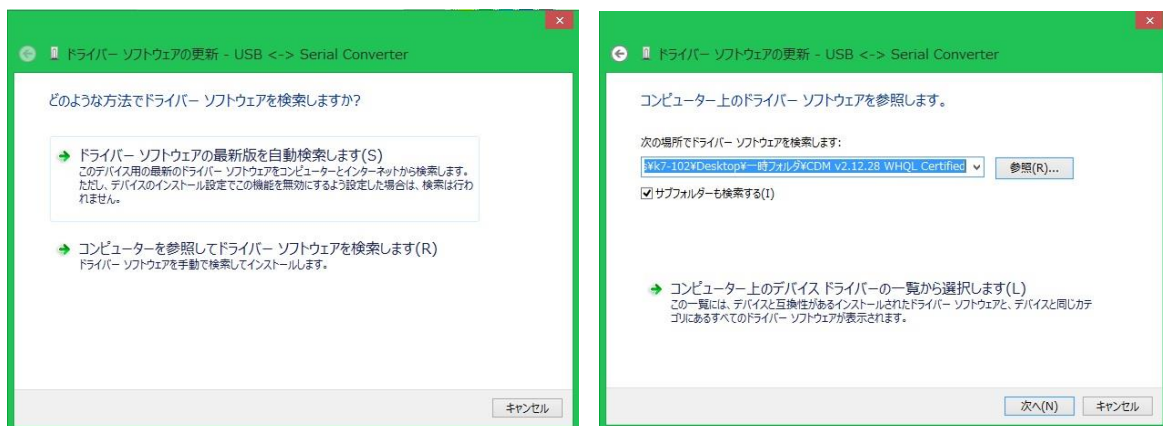 ドライバー ソフトウェアの更新 - USB <-> Serial Converter
どのような方法でドライバー ソフトウェアを検索しますか?
ドライバー ソフトウェアの最新版を自動検索します(S)
このデバイス用の最新のドライバー ソフトウェアをコンピューターとインターネットから検索します。
ただし、デバイスのインストール設定でこの機能を無効にするよう設定した場合は、検索は行わ
れません。
コンピューターを参照してドライバー ソフトウェアを検索します(R)
ドライバー ソフトウェアを手動で検索してインストールします。
キャンセル
ドライバー ソフトウェアの更新 - USB <-> Serial Converter
コンピューター上のドライバー ソフトウェアを参照します。
次の場所でドライバー ソフトウェアを検索します:
s¥k7-102¥Desktop¥一時フォルダ¥CDM v2.12.28 WHQL Certified
参照(R)...
サブフォルダーも検索する(I)
コンピューター上のデバイス ドライバーの一覧から選択します(L)
この一覧には、デバイスと互換性があるインストールされたドライバー ソフトウェアと、デバイスと同じカテ
ゴリにあるすべてのドライバー ソフトウェアが表示されます。
次へ(N)
キャンセル